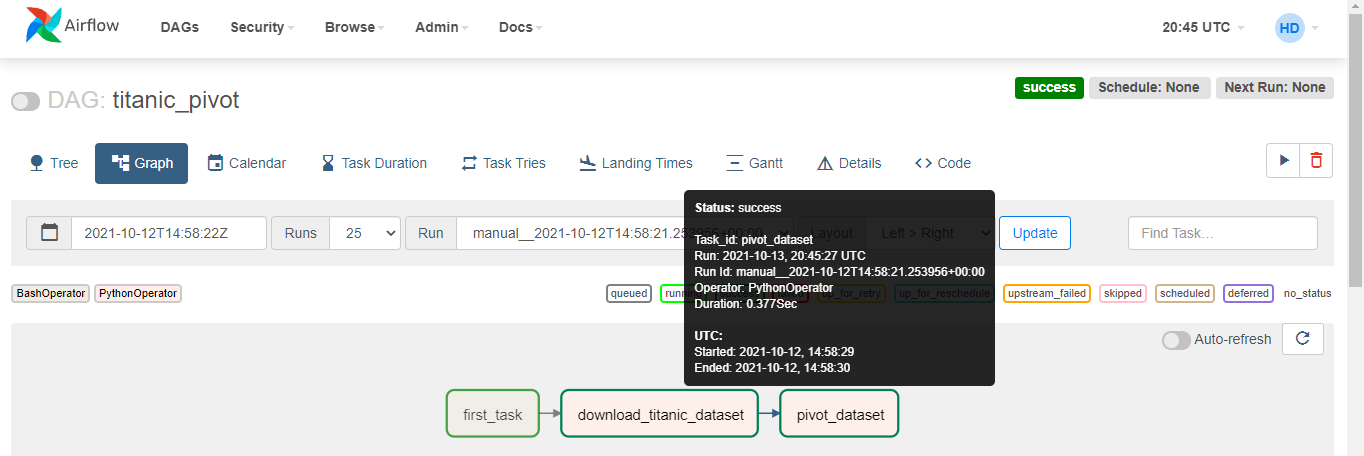 Airflow DAGs Security Browse Admin Docs 20:45 UTC HD
DAG: titanic_pivot success Schedule: None Next Run: None
Tree Graph Calendar Task Duration Task Tries Landing Times Gantt Details Code
2021-10-12T14:58:22Z Runs 25 Run manual__2021-10-12T14:58:21.253956+00:00 Layout Left > Right Update Find Task…
Status: success
Task_id: pivot_dataset
Run: 2021-10-13, 20:45:27 UTC
Run Id: manual__2021-10-12T14:58:21.253956+00:00
Operator: PythonOperator
Duration: 0.377Sec
UTC:
Started: 2021-10-12, 14:58:29
Ended: 2021-10-12, 14:58:30
BashOperator PythonOperator queued running up_for_retry up_for_reschedule upstream_failed skipped scheduled deferred no_status
Auto-refresh
first_task download_titanic_dataset pivot_dataset